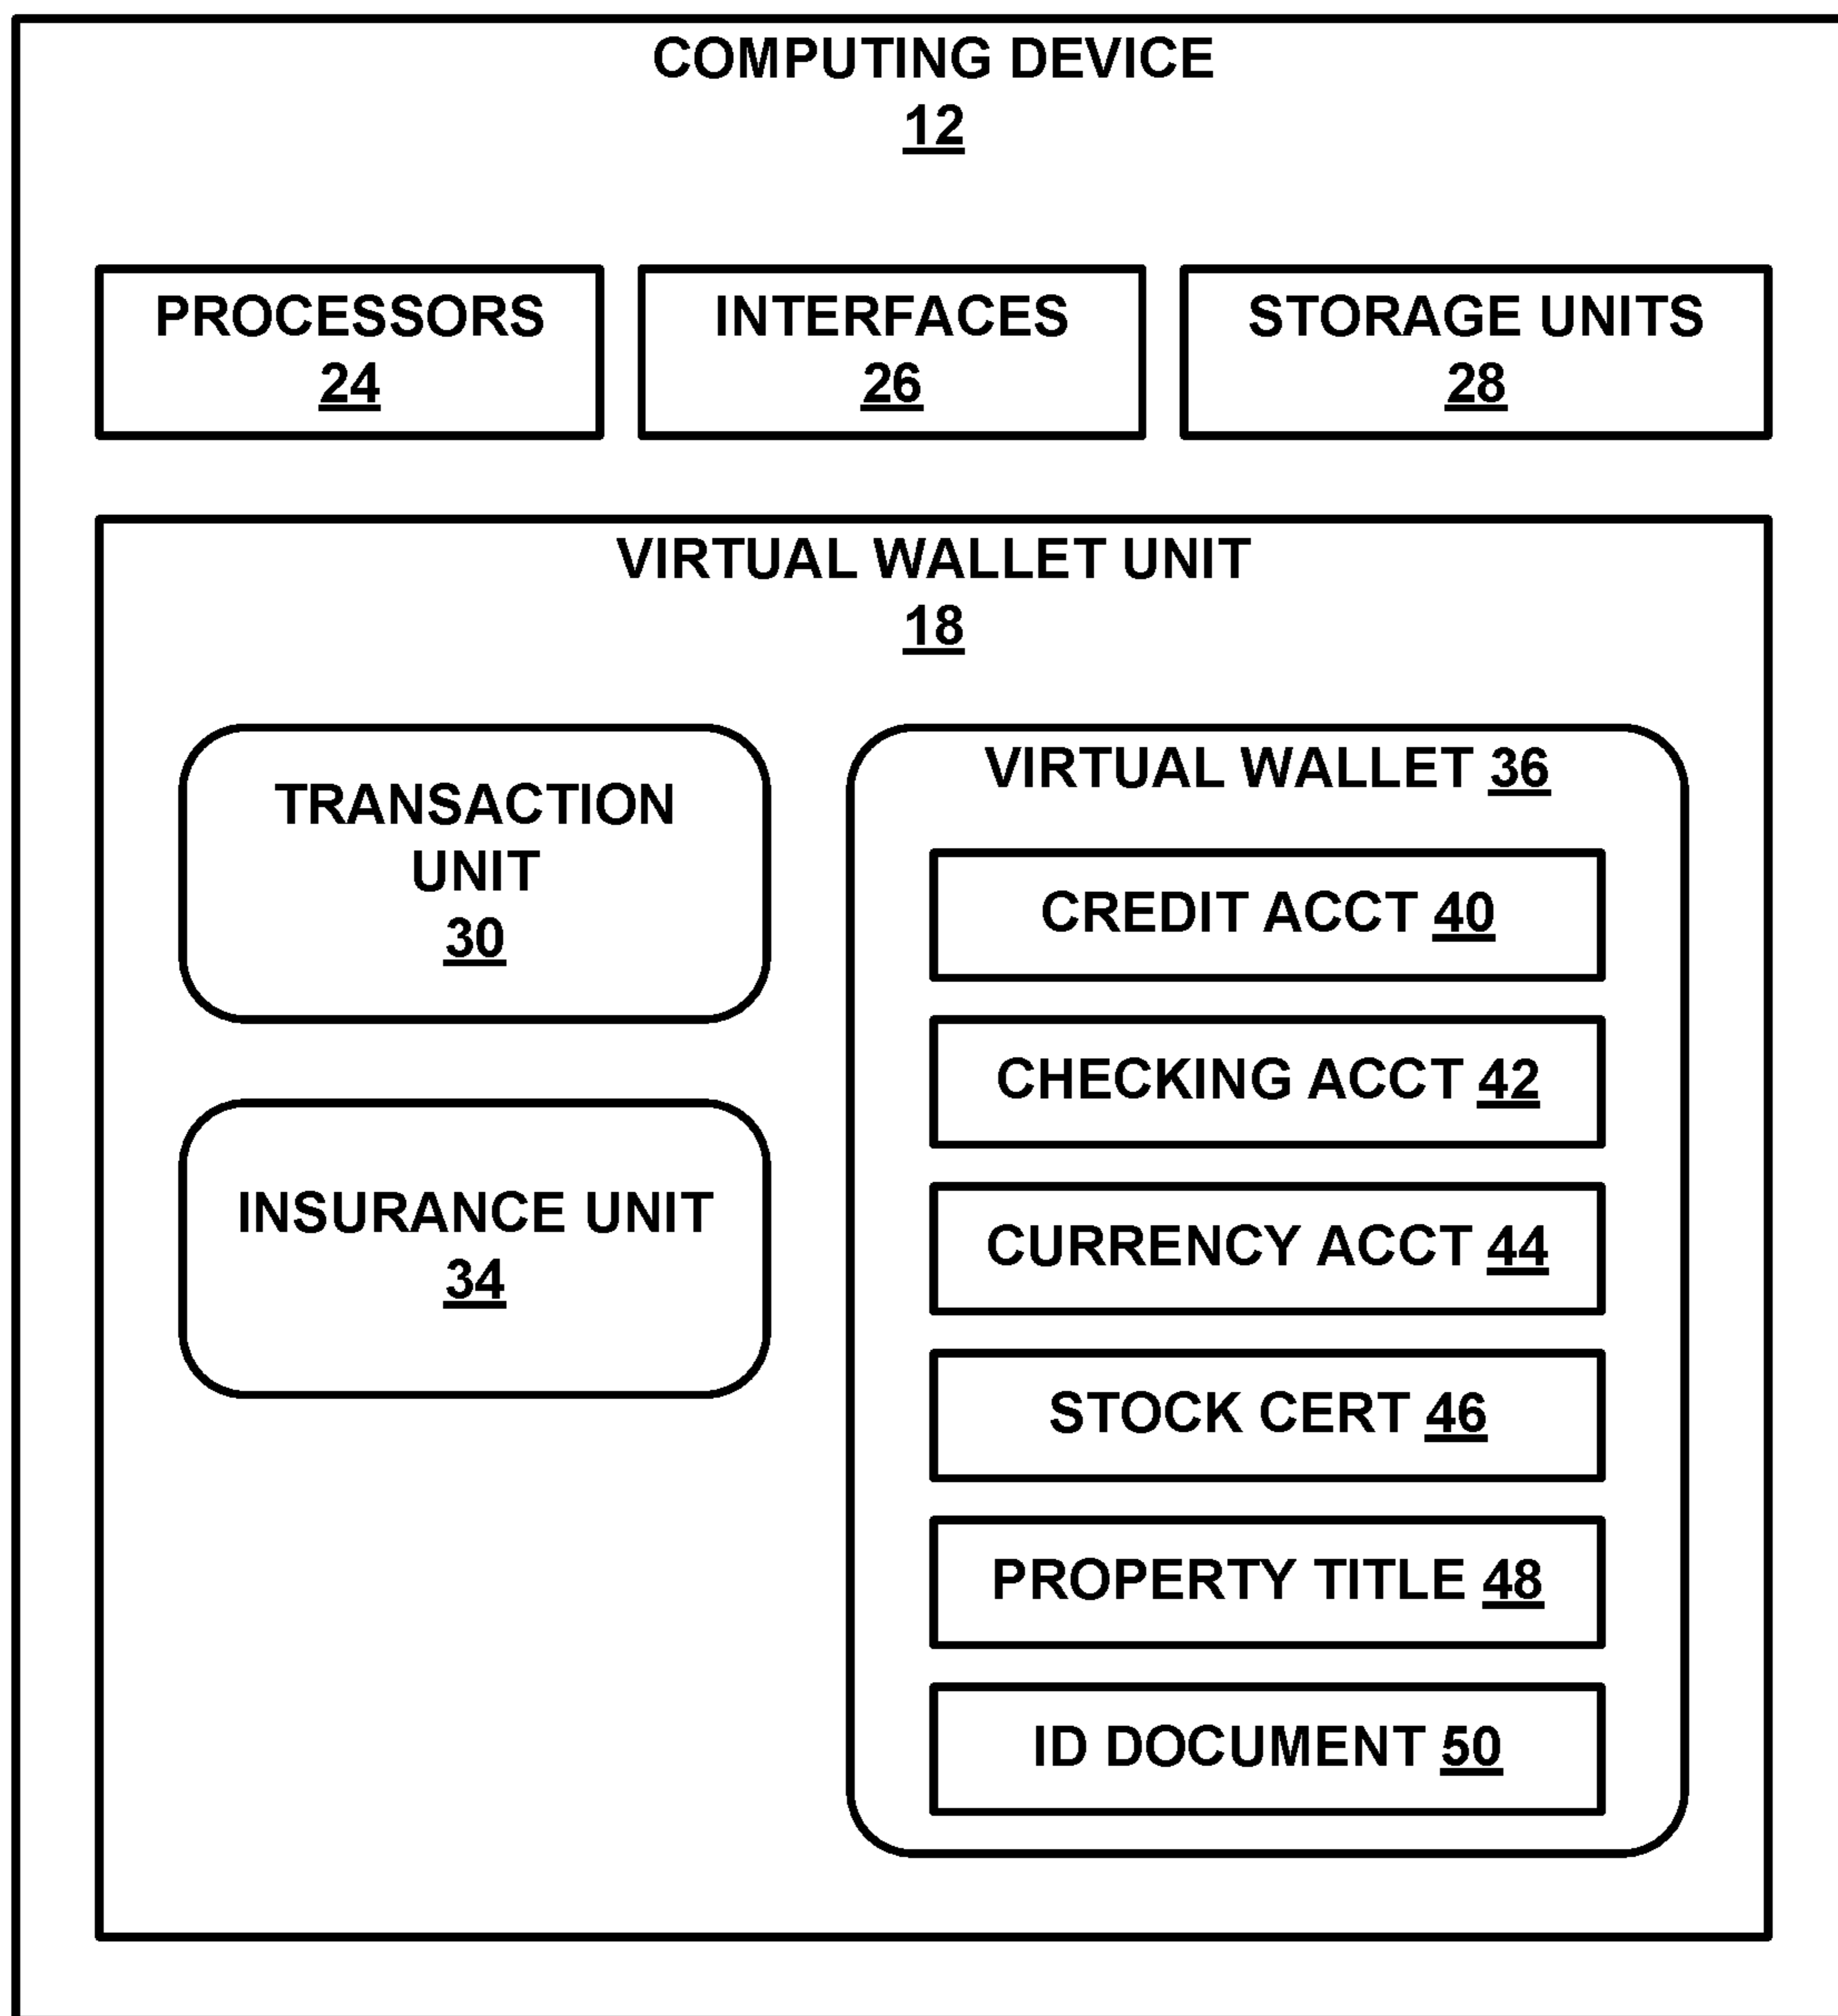 COMPUTING DEVICE
12
PROCESSORS
24
INTERFACES
26
STORAGE UNITS
28
VIRTUAL WALLET UNIT
18
TRANSACTION
UNIT
30
INSURANCE UNIT
34
VIRTUAL WALLET 36
CREDIT ACCT 40
CHECKING ACCT 42
CURRENCY ACCT 44
STOCK CERT 46
PROPERTY TITLE 48
ID DOCUMENT 50